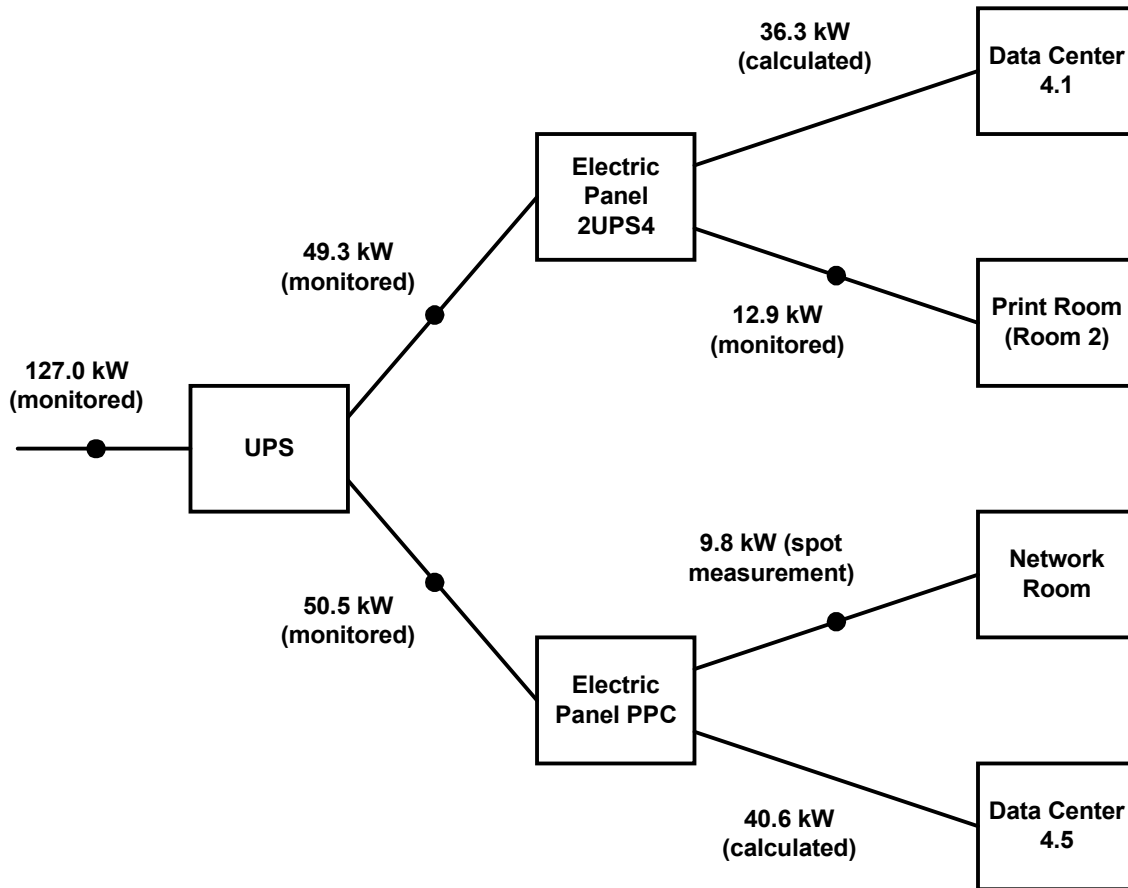 36.3 kW
(calculated)
Data Center
4.1
Electric
Panel
2UPS4
49.3 kW
(monitored)
12.9 kW
(monitored)
Print Room
(Room 2)
127.0 kW
(monitored)
UPS
9.8 kW (spot
measurement)
Network
Room
50.5 kW
(monitored)
Electric
Panel PPC
40.6 kW
(calculated)
Data Center
4.5